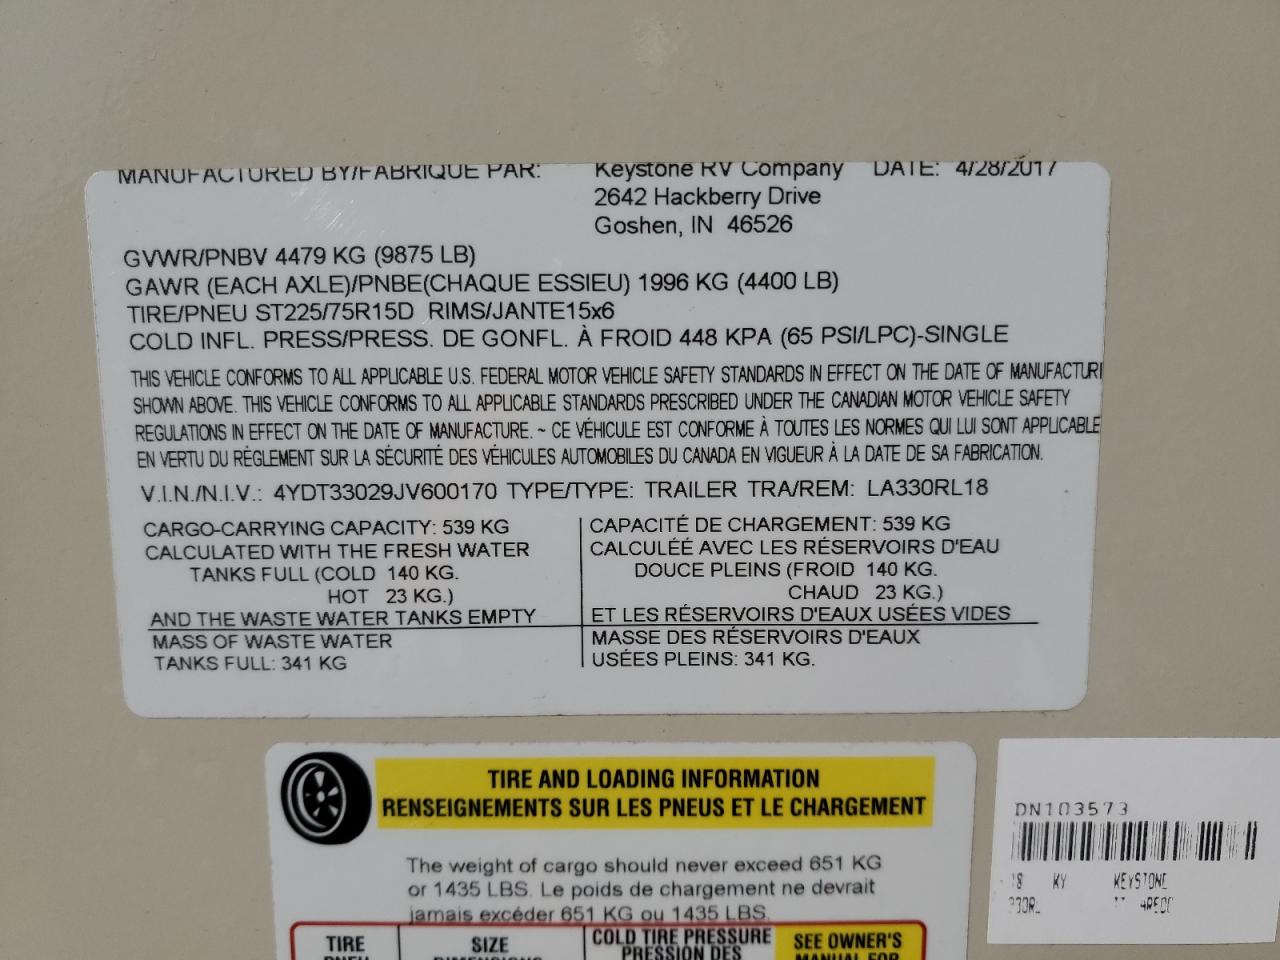 MANUFACTURED BY/FABRIQUE PAR: Keystone RV Company DATE: 4/28/2017
2642 Hackberry Drive
Goshen, IN 46526
GVWR/PNBV 4479 KG (9875 LB)
GAWR (EACH AXLE)/PNBE(CHAQUE ESSIEU) 1996 KG (4400 LB)
TIRE/PNEU ST225/75R15D RIMS/JANTE15x6
COLD INFL. PRESS/PRESS. DE GONFL. À FROID 448 KPA (65 PSI/LPC)-SINGLE
THIS VEHICLE CONFORMS TO ALL APPLICABLE U.S. FEDERAL MOTOR VEHICLE SAFETY STANDARDS IN EFFECT ON THE DATE OF MANUFACTURI
SHOWN ABOVE. THIS VEHICLE CONFORMS TO ALL APPLICABLE STANDARDS PRESCRIBED UNDER THE CANADIAN MOTOR VEHICLE SAFETY
REGULATIONS IN EFFECT ON THE DATE OF MANUFACTURE. ~ CE VÉHICULE EST CONFORME À TOUTES LES NORMES QUI LUI SONT APPLICABLE
EN VERTU DU RÉGLEMENT SUR LA SÉCURITÉ DES VÉHICULES AUTOMOBILES DU CANADA EN VIGUEUR À LA DATE DE SA FABRICATION.
V.I.N./N.I.V.: 4YDT33029JV600170 TYPE/TYPE: TRAILER TRA/REM: LA330RL18
CARGO-CARRYING CAPACITY: 539 KG
CALCULATED WITH THE FRESH WATER
TANKS FULL (COLD 140 KG.
HOT 23 KG.)
AND THE WASTE WATER TANKS EMPTY
MASS OF WASTE WATER
TANKS FULL: 341 KG
CAPACITÉ DE CHARGEMENT: 539 KG
CALCULÉÉ AVEC LES RÉSERVOIRS D'EAU
DOUCE PLEINS (FROID 140 KG.
CHAUD 23 KG.)
ET LES RÉSERVOIRS D'EAUX USÉES VIDES
MASSE DES RÉSERVOIRS D'EAUX
USÉES PLEINS: 341 KG.
TIRE AND LOADING INFORMATION
RENSEIGNEMENTS SUR LES PNEUS ET LE CHARGEMENT
The weight of cargo should never exceed 651 KG
or 1435 LBS. Le poids de chargement ne devrait
jamais excéder 651 KG ou 1435 LBS.
TIRE SIZE COLD TIRE PRESSURE SEE OWNER'S
PNEU DIMENSIONS PRESSION DES MANUAL FOR
DN103573
18 KY KEYSTONE
330RL